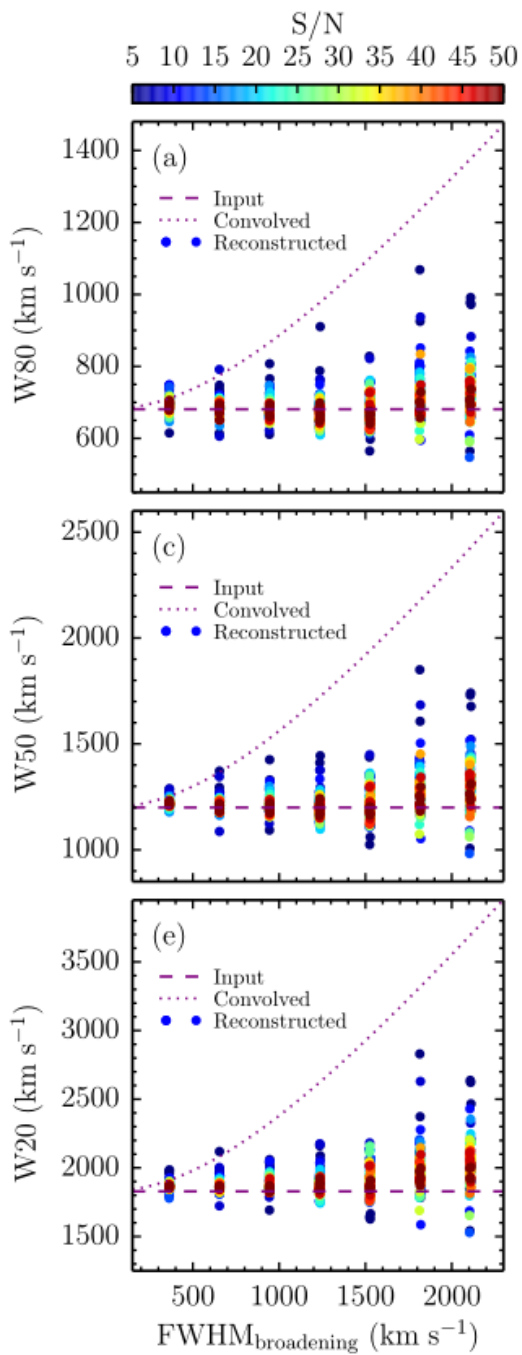 S/N
5 10 15 20 25 30 35 40 45 50
(a)
Input
Convolved
Reconstructed
W80 (km s⁻¹)
1400
1200
1000
800
600
(c)
Input
Convolved
Reconstructed
W50 (km s⁻¹)
2500
2000
1500
1000
(e)
Input
Convolved
Reconstructed
W20 (km s⁻¹)
3500
3000
2500
2000
1500
500 1000 1500 2000
FWHM_broadening (km s⁻¹)